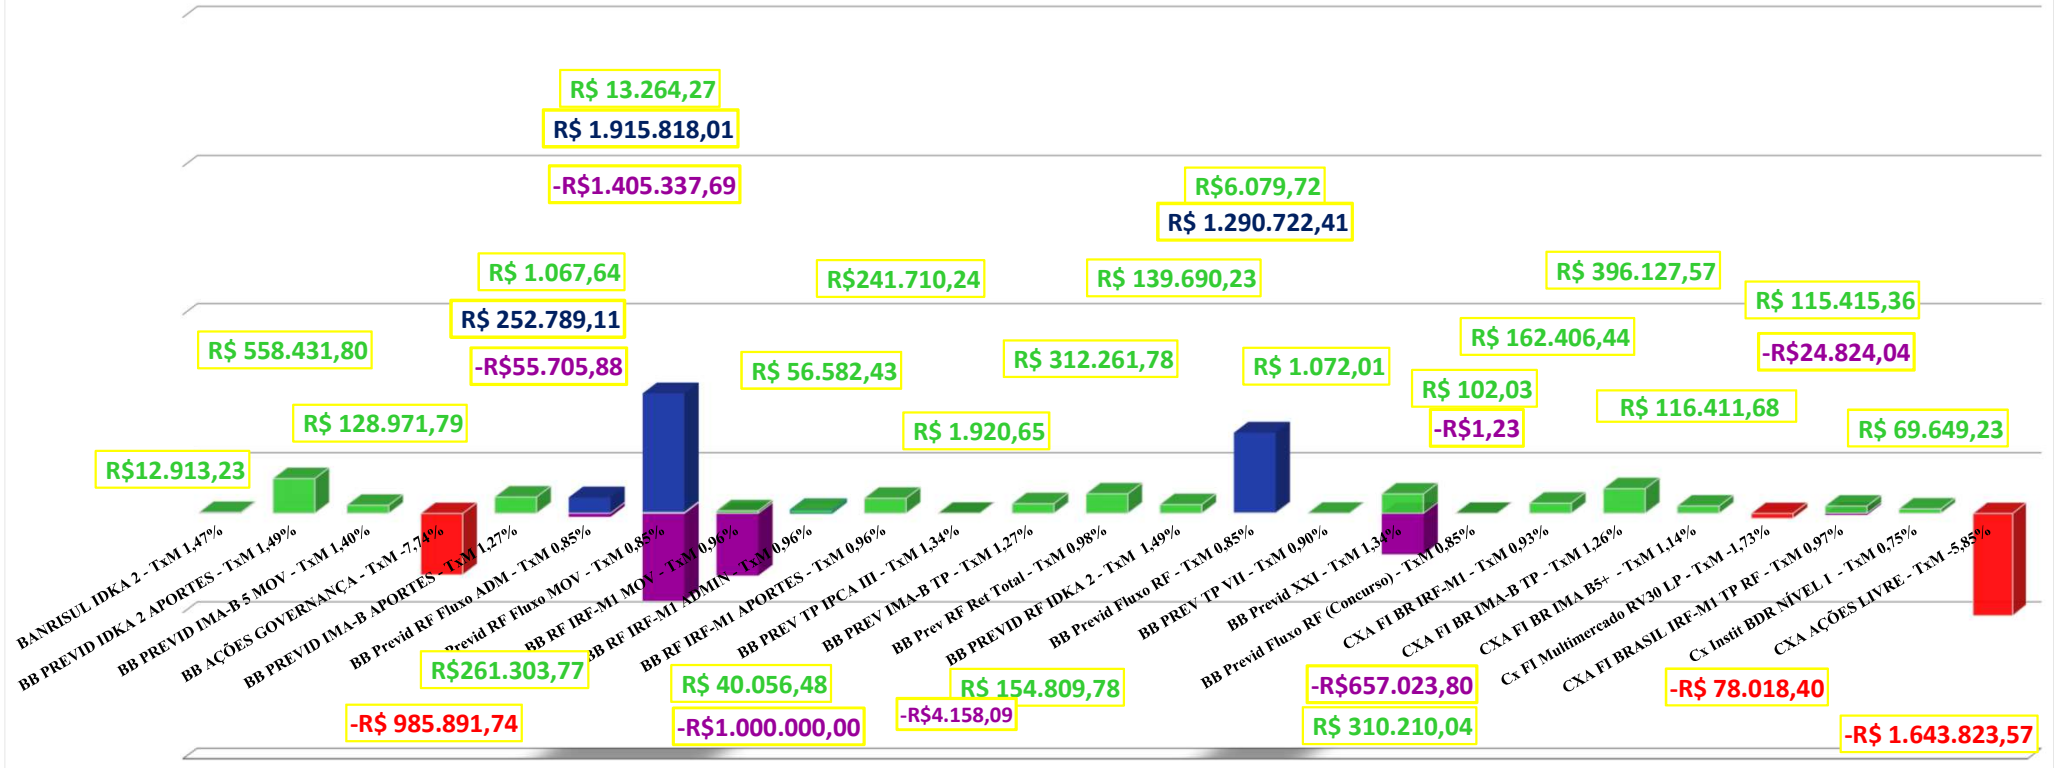 R$ 13.264,27
R$ 1.915.818,01
-R$1.405.337,69
R$6.079,72
R$ 1.290.722,41
R$ 1.067,64
R$241.710,24
R$ 139.690,23
R$ 396.127,57
R$ 115.415,36
R$ 252.789,11
R$ 558.431,80
-R$55.705,88
R$ 56.582,43
R$ 312.261,78
R$ 1.072,01
R$ 162.406,44
-R$24.824,04
R$ 102,03
R$ 128.971,79
R$ 1.920,65
-R$1,23
R$ 116.411,68
R$ 69.649,23
R$12.913,23
BANRISUL IDKA 2 - TxM 1,47%
BB PREVID IDKA 2 APORTES - TxM 1,49%
BB PREVID IMA-B 5 MOV - TxM 1,40%
BB AÇÕES GOVERNANÇA - TxM -7,74%
BB PREVID IMA-B APORTES - TxM 1,27%
BB Previd RF Fluxo ADM - TxM 0,85%
Previd RF Fluxo MOV - TxM 0,85%
BB RF IRF-M1 MOV - TxM 0,96%
BB RF IRF-M1 ADMIN - TxM 0,96%
BB RF IRF-M1 APORTES - TxM 0,96%
BB PREV TP IPCA III - TxM 1,34%
BB PREV IMA-B TP - TxM 1,27%
BB Prev RF Ret Total - TxM 0,98%
BB PREVID RF IDKA 2 - TxM 1,49%
BB Previd Fluxo RF - TxM 0,85%
BB PREV TP VII - TxM 0,90%
BB Previd XXI - TxM 1,34%
BB Previd Fluxo RF (Concurso) - TxM 0,85%
CXA FI BR IRF-M1 - TxM 0,93%
CXA FI BR IMA-B TP - TxM 1,26%
CXA FI BR IMA B5+ - TxM 1,14%
Cx FI Multimercado RV30 LP - TxM -1,73%
CXA FI BRASIL IRF-M1 TP RF - TxM 0,97%
Cx Instit BDR NÍVEL 1 - TxM 0,75%
CXA AÇÕES LIVRE - TxM -5,85%
R$261.303,77
R$ 40.056,48
R$ 154.809,78
-R$657.023,80
-R$ 78.018,40
-R$ 985.891,74
-R$1.000.000,00
-R$4.158,09
R$ 310.210,04
-R$ 1.643.823,57